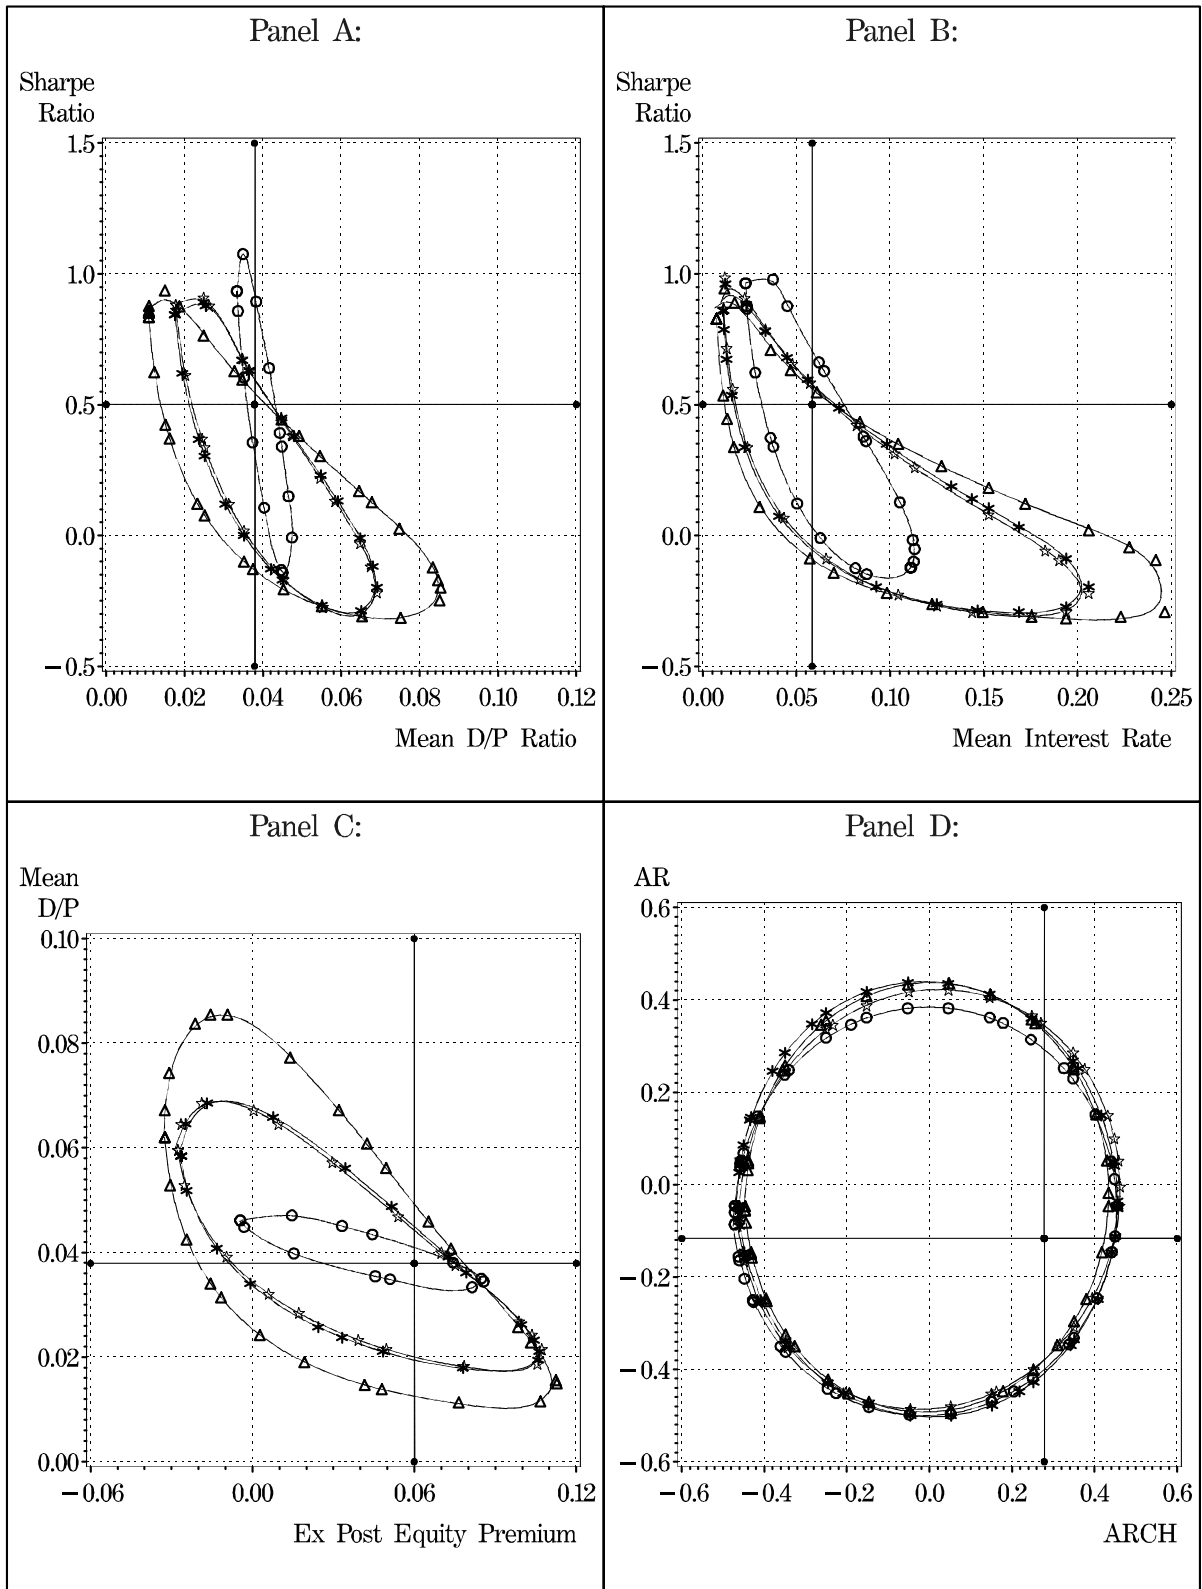 Panel A:
Sharpe
Ratio
1.5
1.0
0.5
0.0
−0.5
0.00 0.02 0.04 0.06 0.08 0.10 0.12
Mean D/P Ratio
Panel B:
Sharpe
Ratio
1.5
1.0
0.5
0.0
−0.5
0.00 0.05 0.10 0.15 0.20 0.25
Mean Interest Rate
Panel C:
Mean
D/P
0.10
0.08
0.06
0.04
0.02
0.00
−0.06 0.00 0.06 0.12
Ex Post Equity Premium
Panel D:
AR
0.6
0.4
0.2
0.0
−0.2
−0.4
−0.6
−0.6 −0.4 −0.2 0.0 0.2 0.4 0.6
ARCH